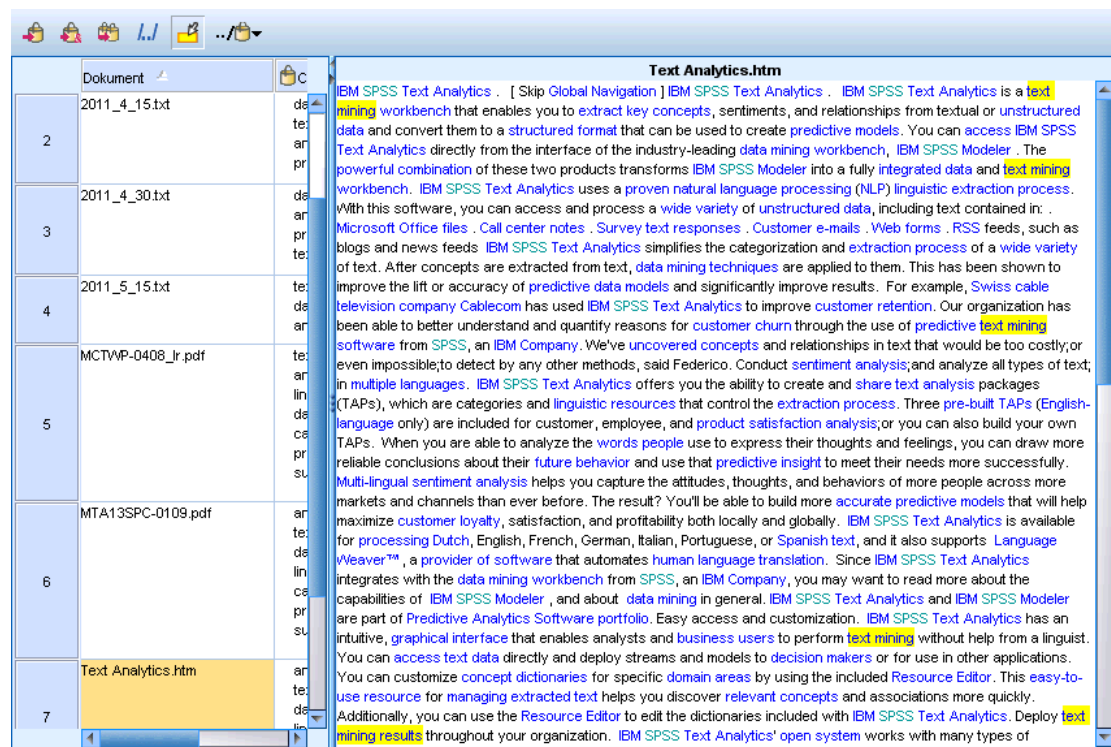 /../
../
Dokument
C
Text Analytics.htm
2
2011_4_15.txt
da
te
an
pr
3
2011_4_30.txt
da
an
pr
te
4
2011_5_15.txt
te
da
an
5
MCTWP-0408_lr.pdf
te
an
lin
da
ca
pr
su
6
MTA13SPC-0109.pdf
an
te
da
lin
ca
pr
su
7
Text Analytics.htm
an
te
da
IBM SPSS Text Analytics . [ Skip Global Navigation ] IBM SPSS Text Analytics . IBM SPSS Text Analytics is a text
mining workbench that enables you to extract key concepts, sentiments, and relationships from textual or unstructured
data and convert them to a structured format that can be used to create predictive models. You can access IBM SPSS
Text Analytics directly from the interface of the industry-leading data mining workbench, IBM SPSS Modeler . The
powerful combination of these two products transforms IBM SPSS Modeler into a fully integrated data and text mining
workbench. IBM SPSS Text Analytics uses a proven natural language processing (NLP) linguistic extraction process.
With this software, you can access and process a wide variety of unstructured data, including text contained in: .
Microsoft Office files . Call center notes . Survey text responses . Customer e-mails . Web forms . RSS feeds, such as
blogs and news feeds IBM SPSS Text Analytics simplifies the categorization and extraction process of a wide variety
of text. After concepts are extracted from text, data mining techniques are applied to them. This has been shown to
improve the lift or accuracy of predictive data models and significantly improve results. For example, Swiss cable
television company Cablecom has used IBM SPSS Text Analytics to improve customer retention. Our organization has
been able to better understand and quantify reasons for customer churn through the use of predictive text mining
software from SPSS, an IBM Company. We've uncovered concepts and relationships in text that would be too costly;or
even impossible;to detect by any other methods, said Federico. Conduct sentiment analysis;and analyze all types of text;
in multiple languages. IBM SPSS Text Analytics offers you the ability to create and share text analysis packages
(TAPs), which are categories and linguistic resources that control the extraction process. Three pre-built TAPs (English-
language only) are included for customer, employee, and product satisfaction analysis;or you can also build your own
TAPs. When you are able to analyze the words people use to express their thoughts and feelings, you can draw more
reliable conclusions about their future behavior and use that predictive insight to meet their needs more successfully.
Multi-lingual sentiment analysis helps you capture the attitudes, thoughts, and behaviors of more people across more
markets and channels than ever before. The result? You'll be able to build more accurate predictive models that will help
maximize customer loyalty, satisfaction, and profitability both locally and globally. IBM SPSS Text Analytics is available
for processing Dutch, English, French, German, Italian, Portuguese, or Spanish text, and it also supports Language
Weaver™ , a provider of software that automates human language translation. Since IBM SPSS Text Analytics
integrates with the data mining workbench from SPSS, an IBM Company, you may want to read more about the
capabilities of IBM SPSS Modeler , and about data mining in general. IBM SPSS Text Analytics and IBM SPSS Modeler
are part of Predictive Analytics Software portfolio. Easy access and customization. IBM SPSS Text Analytics has an
intuitive, graphical interface that enables analysts and business users to perform text mining without help from a linguist.
You can access text data directly and deploy streams and models to decision makers or for use in other applications.
You can customize concept dictionaries for specific domain areas by using the included Resource Editor. This easy-to-
use resource for managing extracted text helps you discover relevant concepts and associations more quickly.
Additionally, you can use the Resource Editor to edit the dictionaries included with IBM SPSS Text Analytics. Deploy text
mining results throughout your organization. IBM SPSS Text Analytics' open system works with many types of